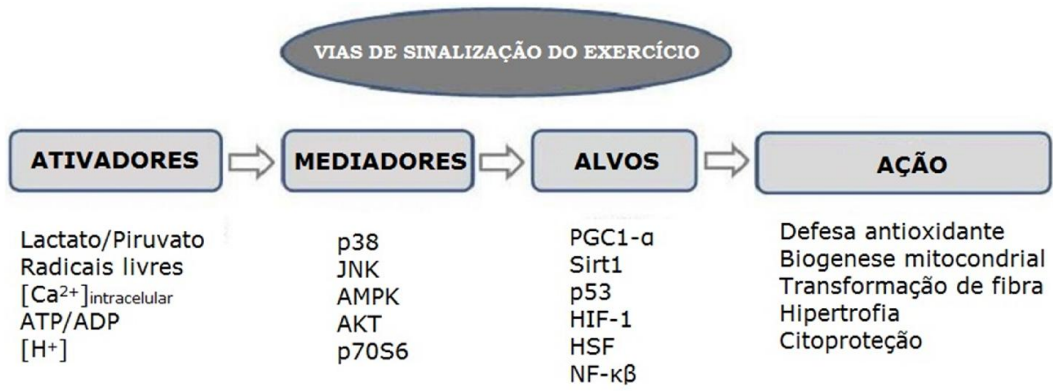 VIAS DE SINALIZAÇÃO DO EXERCÍCIO
ATIVADORES
MEDIADORES
ALVOS
AÇÃO
Lactato/Piruvato
Radicais livres
[Ca²⁺]intracelular
ATP/ADP
[H⁺]
p38
JNK
AMPK
AKT
p70S6
PGC1-α
Sirt1
p53
HIF-1
HSF
NF-κβ
Defesa antioxidante
Biogenese mitocondrial
Transformação de fibra
Hipertrofia
Citoproteção